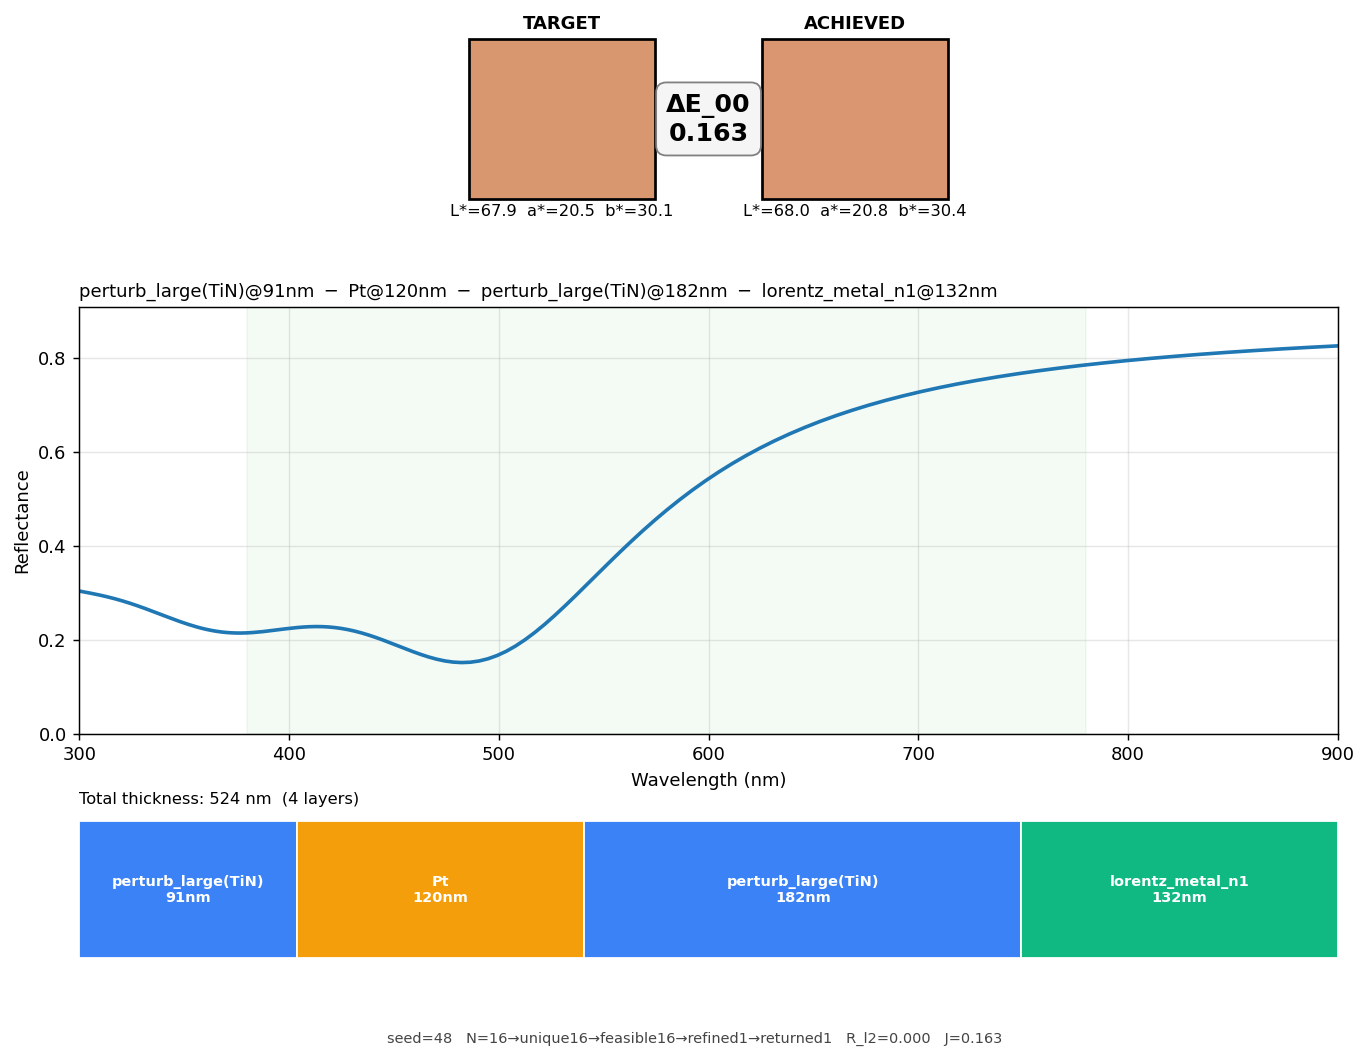 TARGET
ACHIEVED
ΔE_00
0.163
L*=67.9  a*=20.5  b*=30.1
L*=68.0  a*=20.8  b*=30.4
perturb_large(TiN)@91nm − Pt@120nm − perturb_large(TiN)@182nm − lorentz_metal_n1@132nm
Reflectance
0.8
0.6
0.4
0.2
0.0
300 400 500 600 700 800 900
Wavelength (nm)
Total thickness: 524 nm  (4 layers)
perturb_large(TiN)
91nm
Pt
120nm
perturb_large(TiN)
182nm
lorentz_metal_n1
132nm
seed=48   N=16→unique16→feasible16→refined1→returned1   R_l2=0.000   J=0.163